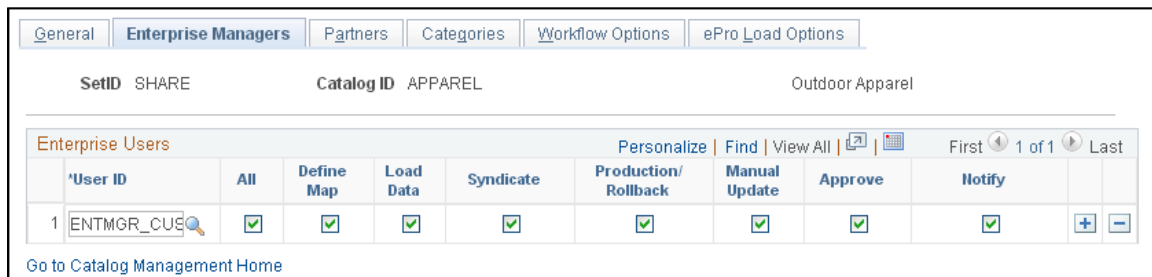 General Enterprise Managers Partners Categories Workflow Options ePro Load Options
SetID SHARE Catalog ID APPAREL Outdoor Apparel
Enterprise Users Personalize | Find | View All | | First 1 of 1 Last
*User ID All Define Map Load Data Syndicate Production/ Rollback Manual Update Approve Notify
1 ENTMGR_CUS
Go to Catalog Management Home